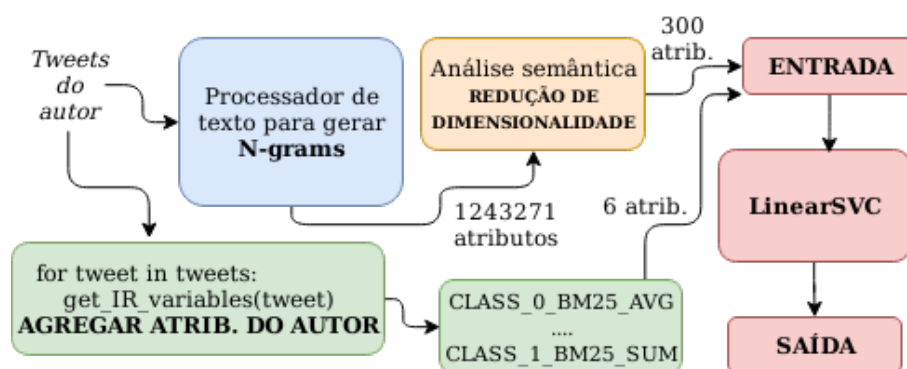 Tweets
do
autor
Processador de
texto para gerar
N-grams
1243271
atributos
Análise semântica
REDUÇÃO DE
DIMENSIONALIDADE
300
atrib.
for tweet in tweets:
get_IR_variables(tweet)
AGREGAR ATRIB. DO AUTOR
CLASS_0_BM25_AVG
....
CLASS_1_BM25_SUM
6 atrib.
ENTRADA
LinearSVC
SAÍDA